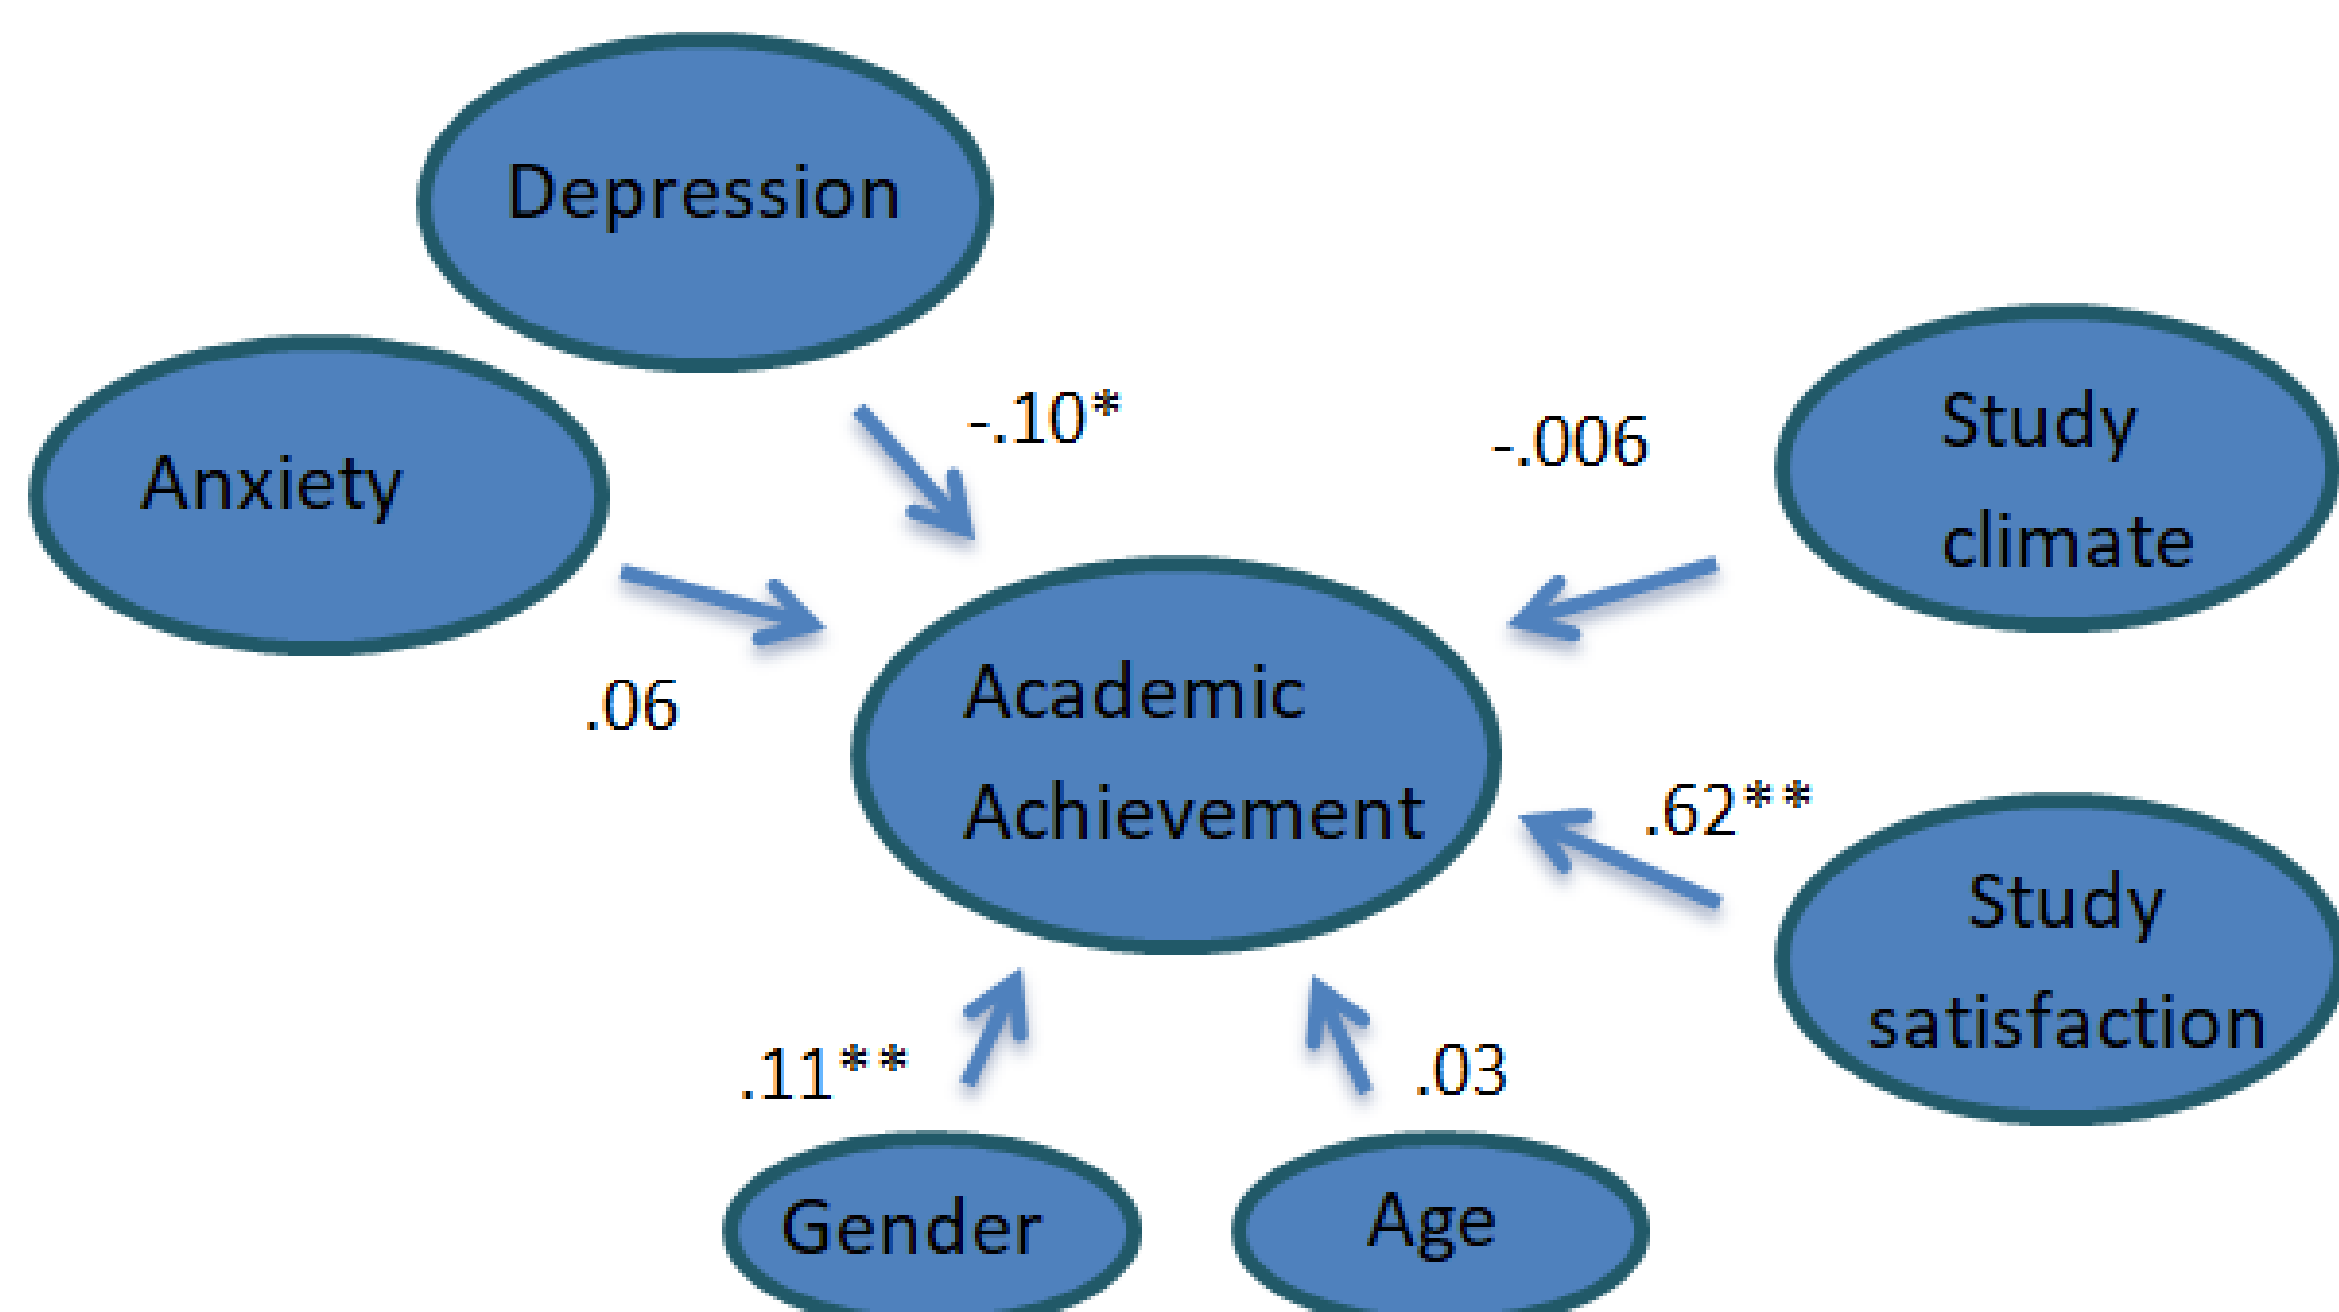 Depression
Anxiety
-.10*
-.006
Study
climate
.06
Academic
Achievement
.62**
Study
satisfaction
.11**
.03
Gender
Age